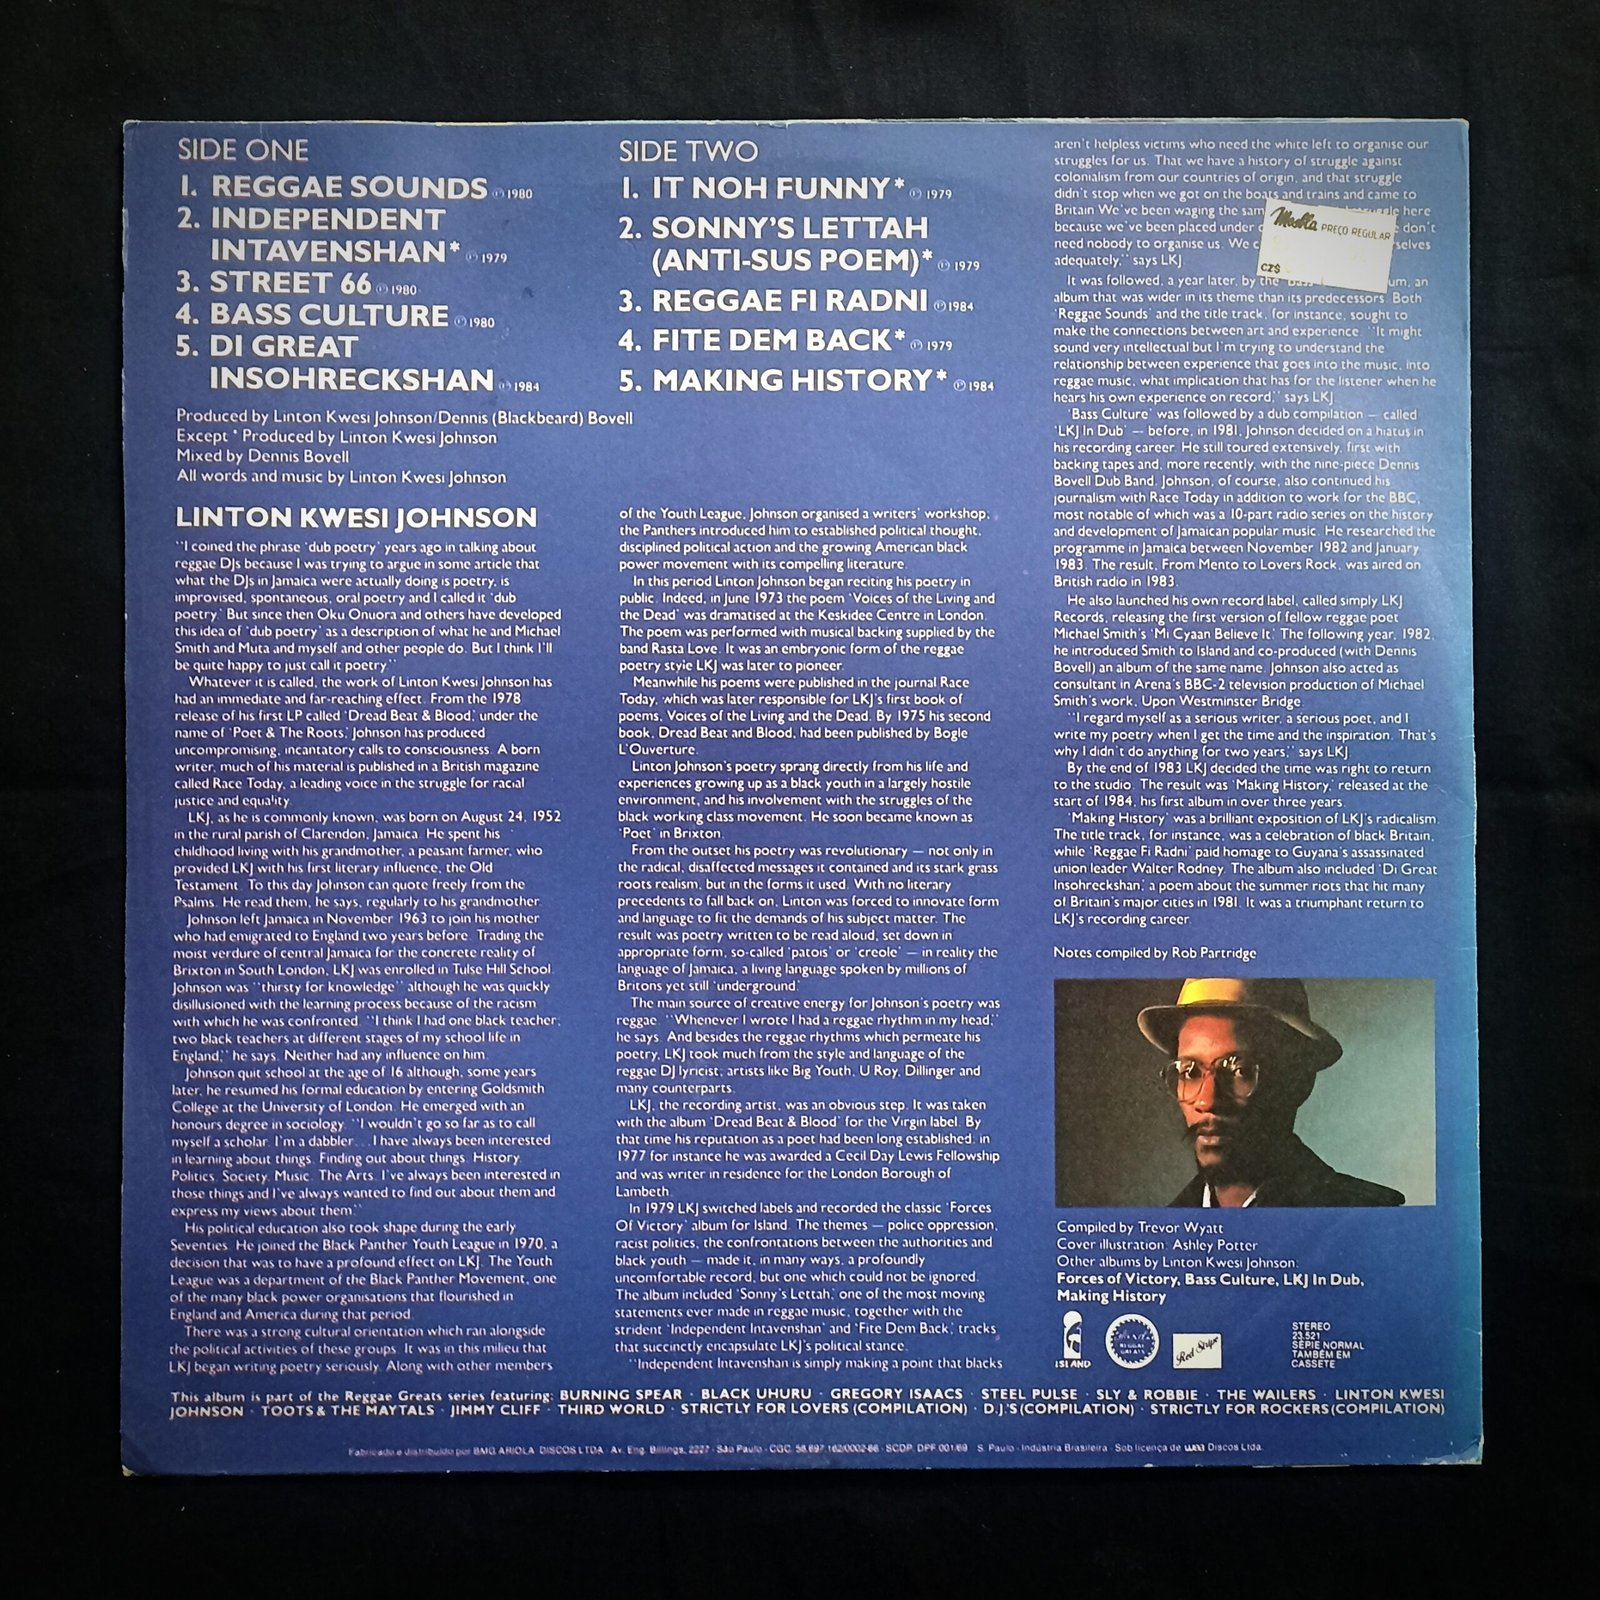 SIDE ONE
1. REGGAE SOUNDS ℗ 1980
2. INDEPENDENT
INTAVENSHAN* ℗ 1979
3. STREET 66 ℗ 1980
4. BASS CULTURE ℗ 1980
5. DI GREAT
INSOHRECKSHAN ℗ 1984
SIDE TWO
1. IT NOH FUNNY* ℗ 1979
2. SONNY'S LETTAH
(ANTI-SUS POEM)* ℗ 1979
3. REGGAE FI RADNI ℗ 1984
4. FITE DEM BACK* ℗ 1979
5. MAKING HISTORY* ℗ 1984
Produced by Linton Kwesi Johnson/Dennis (Blackbeard) Bovell
Except * Produced by Linton Kwesi Johnson
Mixed by Dennis Bovell
All words and music by Linton Kwesi Johnson
LINTON KWESI JOHNSON
"I coined the phrase 'dub poetry' years ago in talking about
reggae DJs because I was trying to argue in some article that
what the DJs in Jamaica were actually doing is poetry, is
improvised, spontaneous, oral poetry and I called it 'dub
poetry.' But since then Oku Onuora and others have developed
this idea of 'dub poetry' as a description of what he and Michael
Smith and Muta and myself and other people do. But I think I'll
be quite happy to just call it poetry."
Whatever it is called, the work of Linton Kwesi Johnson has
had an immediate and far-reaching effect. From the 1978
release of his first LP called 'Dread Beat & Blood,' under the
name of 'Poet & The Roots,' Johnson has produced
uncompromising, incantatory calls to consciousness. A born
writer, much of his material is published in a British magazine
called Race Today, a leading voice in the struggle for racial
justice and equality.
LKJ, as he is commonly known, was born on August 24, 1952
in the rural parish of Clarendon, Jamaica. He spent his
childhood living with his grandmother, a peasant farmer, who
provided LKJ with his first literary influence, the Old
Testament. To this day Johnson can quote freely from the
Psalms. He read them, he says, regularly to his grandmother.
Johnson left Jamaica in November 1963 to join his mother
who had emigrated to England two years before. Trading the
moist verdure of central Jamaica for the concrete reality of
Brixton in South London, LKJ was enrolled in Tulse Hill School.
Johnson was "thirsty for knowledge" although he was quickly
disillusioned with the learning process because of the racism
with which he was confronted. "I think I had one black teacher,
two black teachers at different stages of my school life in
England," he says. Neither had any influence on him.
Johnson quit school at the age of 16 although, some years
later, he resumed his formal education by entering Goldsmith
College at the University of London. He emerged with an
honours degree in sociology. "I wouldn't go so far as to call
myself a scholar. I'm a dabbler... I have always been interested
in learning about things. Finding out about things. History.
Politics. Society. Music. The Arts. I've always been interested in
those things and I've always wanted to find out about them and
express my views about them."
His political education also took shape during the early
Seventies. He joined the Black Panther Youth League in 1970, a
decision that was to have a profound effect on LKJ. The Youth
League was a department of the Black Panther Movement, one
of the many black power organisations that flourished in
England and America during that period.
There was a strong cultural orientation which ran alongside
the political activities of these groups. It was in this milieu that
LKJ began writing poetry seriously. Along with other members
of the Youth League, Johnson organised a writers' workshop;
the Panthers introduced him to established political thought,
disciplined political action and the growing American black
power movement with its compelling literature.
In this period Linton Johnson began reciting his poetry in
public. Indeed, in June 1973 the poem 'Voices of the Living and
the Dead' was dramatised at the Keskidee Centre in London.
The poem was performed with musical backing supplied by the
band Rasta Love. It was an embryonic form of the reggae
poetry style LKJ was later to pioneer.
Meanwhile his poems were published in the journal Race
Today, which was later responsible for LKJ's first book of
poems, Voices of the Living and the Dead. By 1975 his second
book, Dread Beat and Blood, had been published by Bogle
L'Ouverture.
Linton Johnson's poetry sprang directly from his life and
experiences growing up as a black youth in a largely hostile
environment, and his involvement with the struggles of the
black working class movement. He soon became known as
'Poet' in Brixton.
From the outset his poetry was revolutionary — not only in
the radical, disaffected messages it contained and its stark grass
roots realism, but in the forms it used. With no literary
precedents to fall back on, Linton was forced to innovate form
and language to fit the demands of his subject matter. The
result was poetry written to be read aloud, set down in
appropriate form, so-called 'patois' or 'creole' — in reality the
language of Jamaica, a living language spoken by millions of
Britons yet still 'underground.'
The main source of creative energy for Johnson's poetry was
reggae. "Whenever I wrote I had a reggae rhythm in my head,"
he says. And besides the reggae rhythms which permeate his
poetry, LKJ took much from the style and language of the
reggae DJ lyricist; artists like Big Youth, U Roy, Dillinger and
many counterparts.
LKJ, the recording artist, was an obvious step. It was taken
with the album 'Dread Beat & Blood' for the Virgin label. By
that time his reputation as a poet had been long established; in
1977 for instance he was awarded a Cecil Day Lewis Fellowship
and was writer in residence for the London Borough of
Lambeth.
In 1979 LKJ switched labels and recorded the classic 'Forces
Of Victory' album for Island. The themes — police oppression,
racist politics, the confrontations between the authorities and
black youth — made it, in many ways, a profoundly
uncomfortable record, but one which could not be ignored.
The album included 'Sonny's Lettah,' one of the most moving
statements ever made in reggae music, together with the
strident 'Independent Intavenshan' and 'Fite Dem Back,' tracks
that succinctly encapsulate LKJ's political stance.
"Independent Intavenshan is simply making a point that blacks
aren't helpless victims who need the white left to organise our
struggles for us. That we have a history of struggle against
colonialism from our countries of origin, and that struggle
didn't stop when we got on the boats and trains and came to
Britain We've been waging the sam here
because we've been placed under don't
need nobody to organise us. We
adequately," says LKJ.
It was followed, a year later, by the an
album that was wider in its theme than its predecessors. Both
'Reggae Sounds' and the title track, for instance, sought to
make the connections between art and experience. "It might
sound very intellectual but I'm trying to understand the
relationship between experience that goes into the music, into
reggae music, what implication that has for the listener when he
hears his own experience on record," says LKJ.
'Bass Culture' was followed by a dub compilation — called
'LKJ In Dub' — before, in 1981, Johnson decided on a hiatus in
his recording career. He still toured extensively, first with
backing tapes and, more recently, with the nine-piece Dennis
Bovell Dub Band. Johnson, of course, also continued his
journalism with Race Today in addition to work for the BBC,
most notable of which was a 10-part radio series on the history
and development of Jamaican popular music. He researched the
programme in Jamaica between November 1982 and January
1983. The result, From Mento to Lovers Rock, was aired on
British radio in 1983.
He also launched his own record label, called simply LKJ
Records, releasing the first version of fellow reggae poet
Michael Smith's 'Mi Cyaan Believe It.' The following year, 1982,
he introduced Smith to Island and co-produced (with Dennis
Bovell) an album of the same name. Johnson also acted as
consultant in Arena's BBC-2 television production of Michael
Smith's work, Upon Westminster Bridge.
"I regard myself as a serious writer, a serious poet, and I
write my poetry when I get the time and the inspiration. That's
why I didn't do anything for two years," says LKJ.
By the end of 1983 LKJ decided the time was right to return
to the studio. The result was 'Making History,' released at the
start of 1984, his first album in over three years.
'Making History' was a brilliant exposition of LKJ's radicalism.
The title track, for instance, was a celebration of black Britain,
while 'Reggae Fi Radni' paid homage to Guyana's assassinated
union leader Walter Rodney. The album also included 'Di Great
Insohreckshan,' a poem about the summer riots that hit many
of Britain's major cities in 1981. It was a triumphant return to
LKJ's recording career.
Notes compiled by Rob Partridge
Mesbla PREÇO REGULAR
CZ$
Compiled by Trevor Wyatt
Cover illustration: Ashley Potter
Other albums by Linton Kwesi Johnson:
Forces of Victory, Bass Culture, LKJ In Dub,
Making History
ISLAND
REGGAE GREATS
Red Stripe
STEREO
23.521
SÉRIE NORMAL
TAMBÉM EM
CASSETE
This album is part of the Reggae Greats series featuring: BURNING SPEAR · BLACK UHURU · GREGORY ISAACS · STEEL PULSE · SLY & ROBBIE · THE WAILERS · LINTON KWESI
JOHNSON · TOOTS & THE MAYTALS · JIMMY CLIFF · THIRD WORLD · STRICTLY FOR LOVERS (COMPILATION) · D.J.'S (COMPILATION) · STRICTLY FOR ROCKERS (COMPILATION)
Fabricado e distribuído por BMG ARIOLA DISCOS LTDA · Av. Eng. Billings, 2227 · São Paulo · CGC. 56.697.162/0002-66 · SCDP. DPF 001/69 S. Paulo · Indústria Brasileira · Sob licença de wea Discos Ltda.